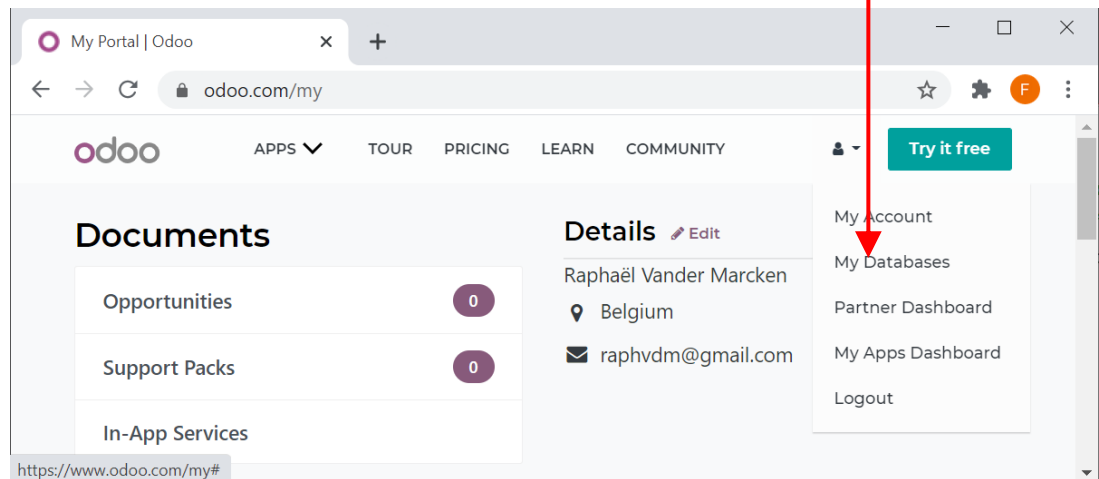 My Portal | Odoo
odoo.com/my
F
odoo APPS TOUR PRICING LEARN COMMUNITY Try it free
Documents
Opportunities 0
Support Packs 0
In-App Services
Details Edit
Raphaël Vander Marcken
Belgium
raphvdm@gmail.com
My Account
My Databases
Partner Dashboard
My Apps Dashboard
Logout
https://www.odoo.com/my#